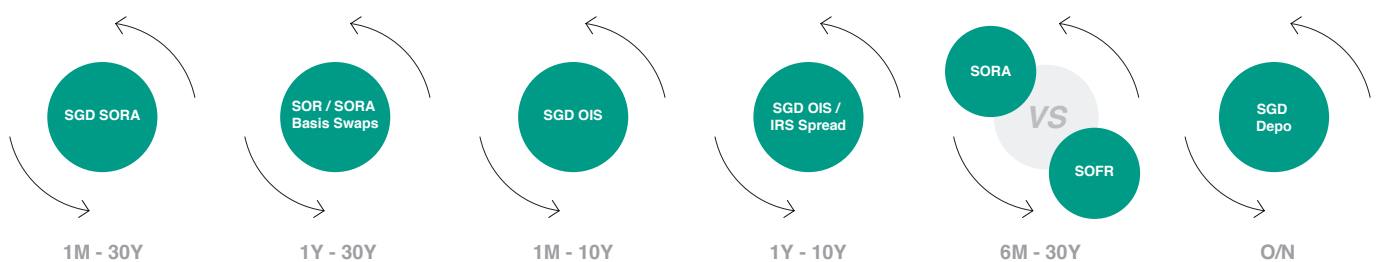 SGD SORA
SOR / SORA
Basis Swaps
SGD OIS
SGD OIS /
IRS Spread
SORA
VS
SOFR
SGD
Depo
1M - 30Y
1Y - 30Y
1M - 10Y
1Y - 10Y
6M - 30Y
O/N